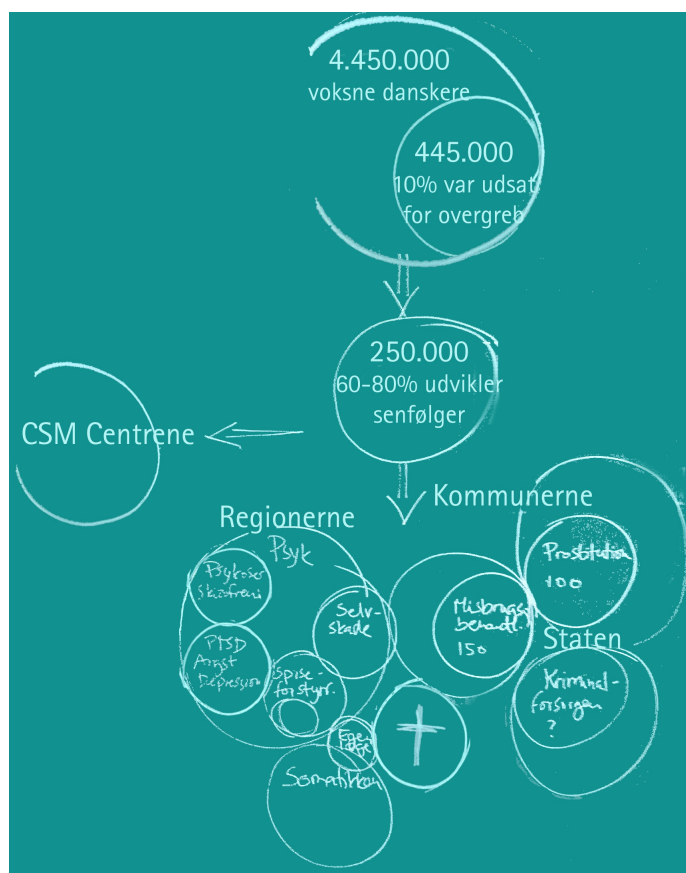 4.450.000
voksne danskere
445.000
10% var udsat
for overgreb
250.000
60-80% udvikler
senfølger
CSM Centrene
Kommunerne
Regionerne
Psyk
Psykoser
Skizofreni
PTSD
Angst
Depression
Selv-
skade
Spise-
forstyrr.
Misbrugs
behandl.
150
Prostitution
100
Staten
Kriminal-
forsorgen
?
Somatikken